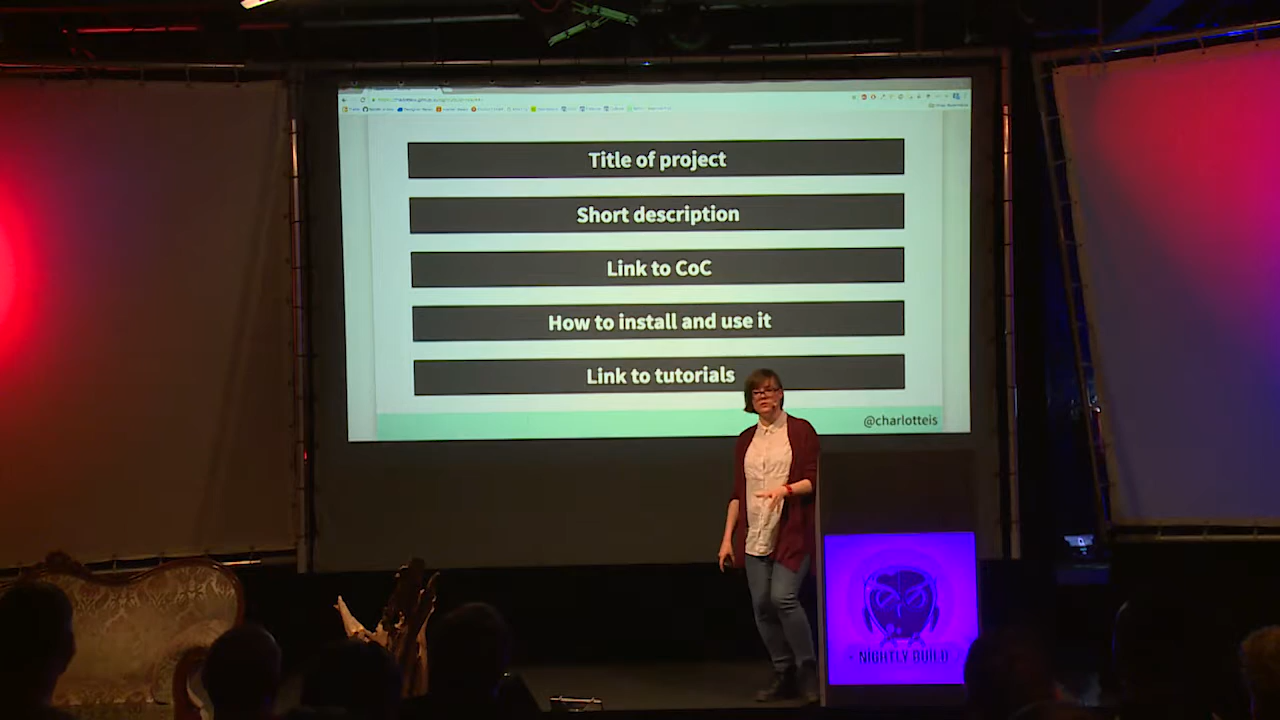 Title of project
Short description
Link to CoC
How to install and use it
Link to tutorials
@charlotteis
NIGHTLY BUILD